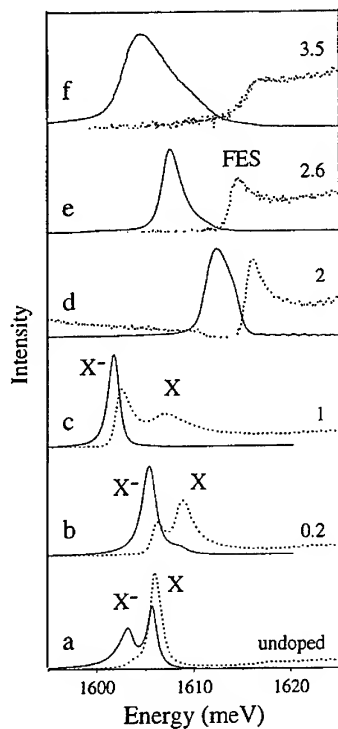 f 3.5
FES
e 2.6
d 2
X⁻ X
c 1
X⁻ X
b 0.2
X⁻ X
a undoped
Intensity
1600 1610 1620
Energy (meV)